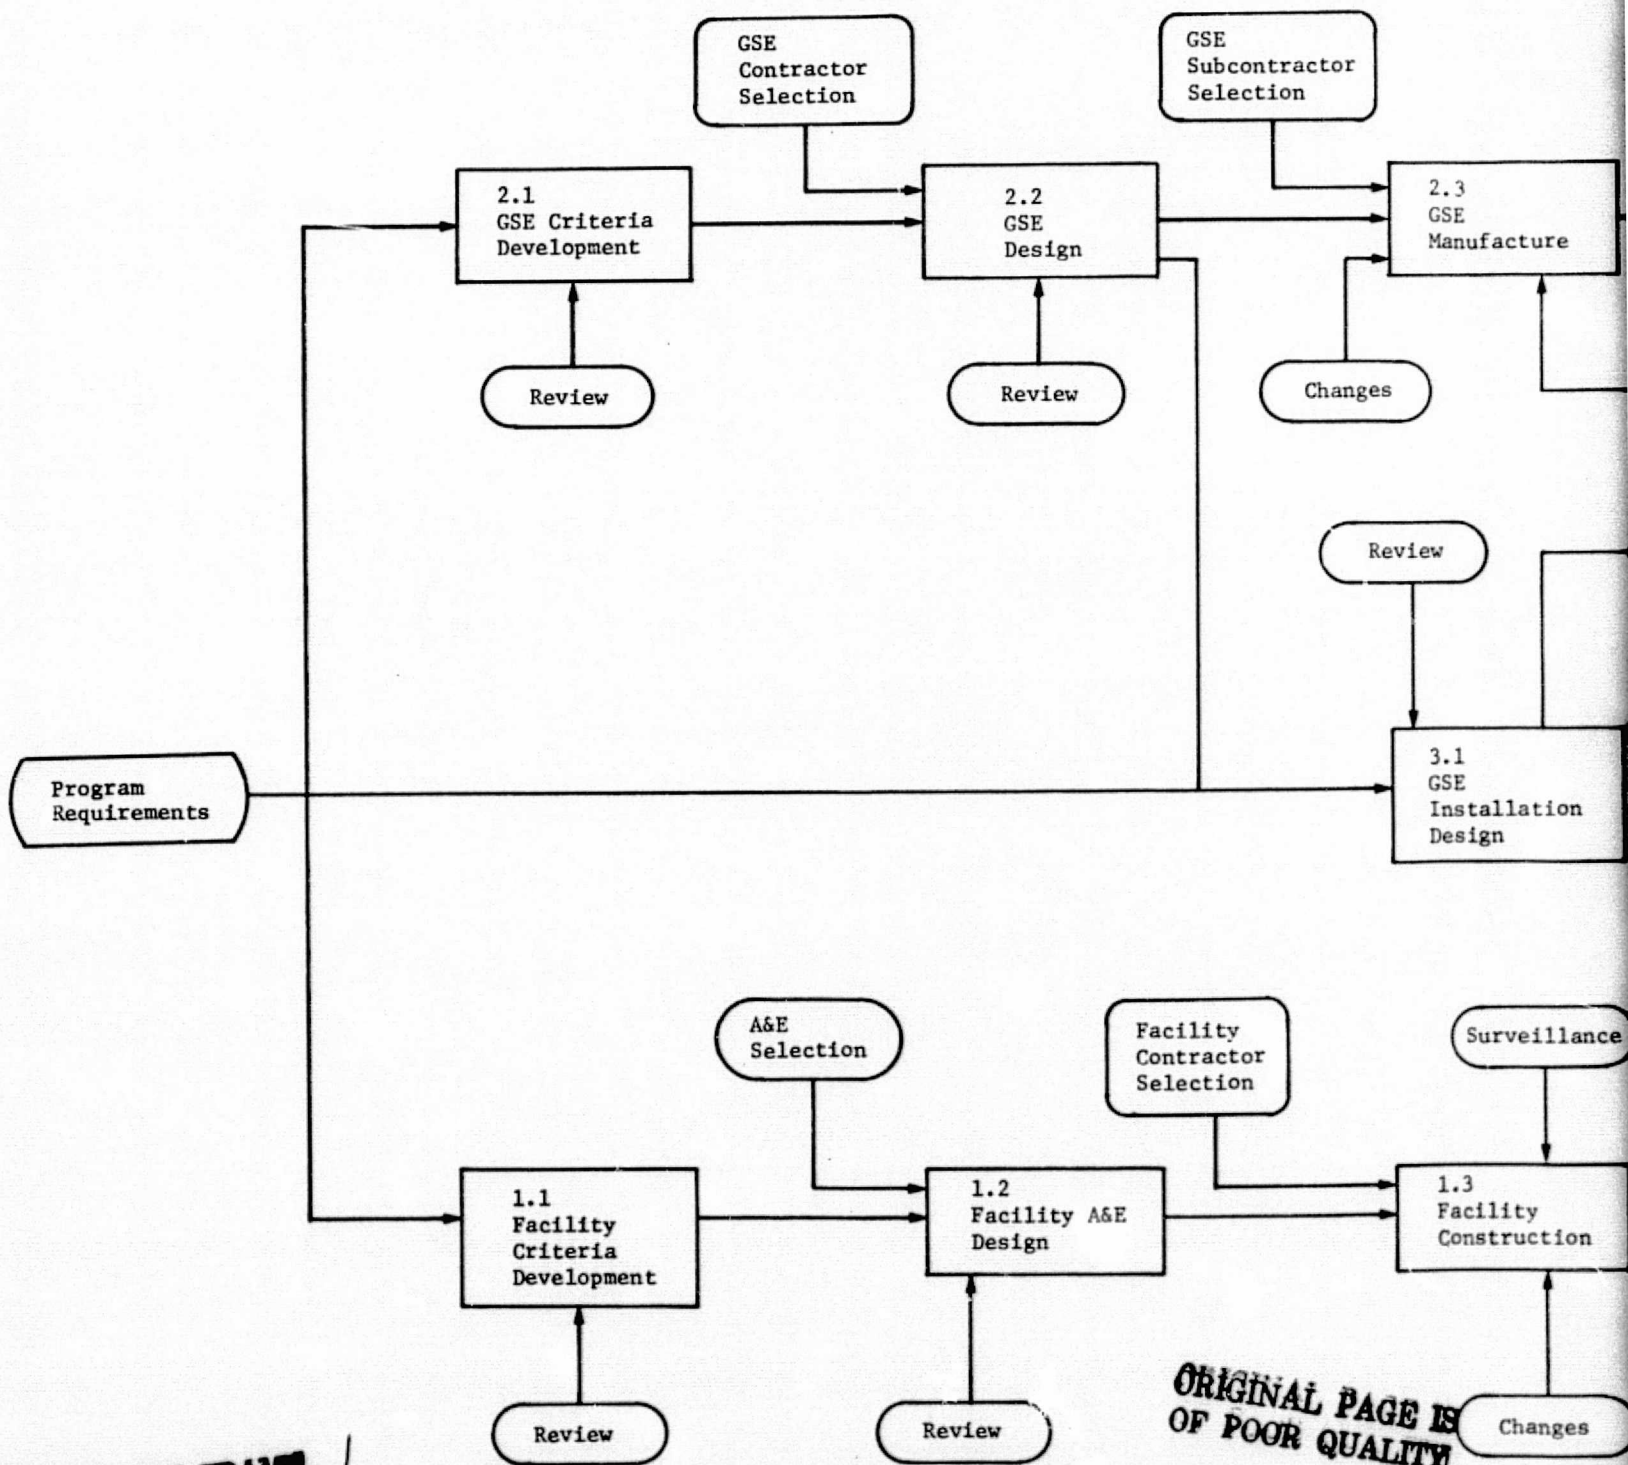 GSE
Contractor
Selection
GSE
Subcontractor
Selection
2.1
GSE Criteria
Development
2.2
GSE
Design
2.3
GSE
Manufacture
Review
Review
Changes
Review
Program
Requirements
3.1
GSE
Installation
Design
A&E
Selection
Facility
Contractor
Selection
Surveillance
1.1
Facility
Criteria
Development
1.2
Facility A&E
Design
1.3
Facility
Construction
Review
Review
Changes
ORIGINAL PAGE IS
OF POOR QUALITY